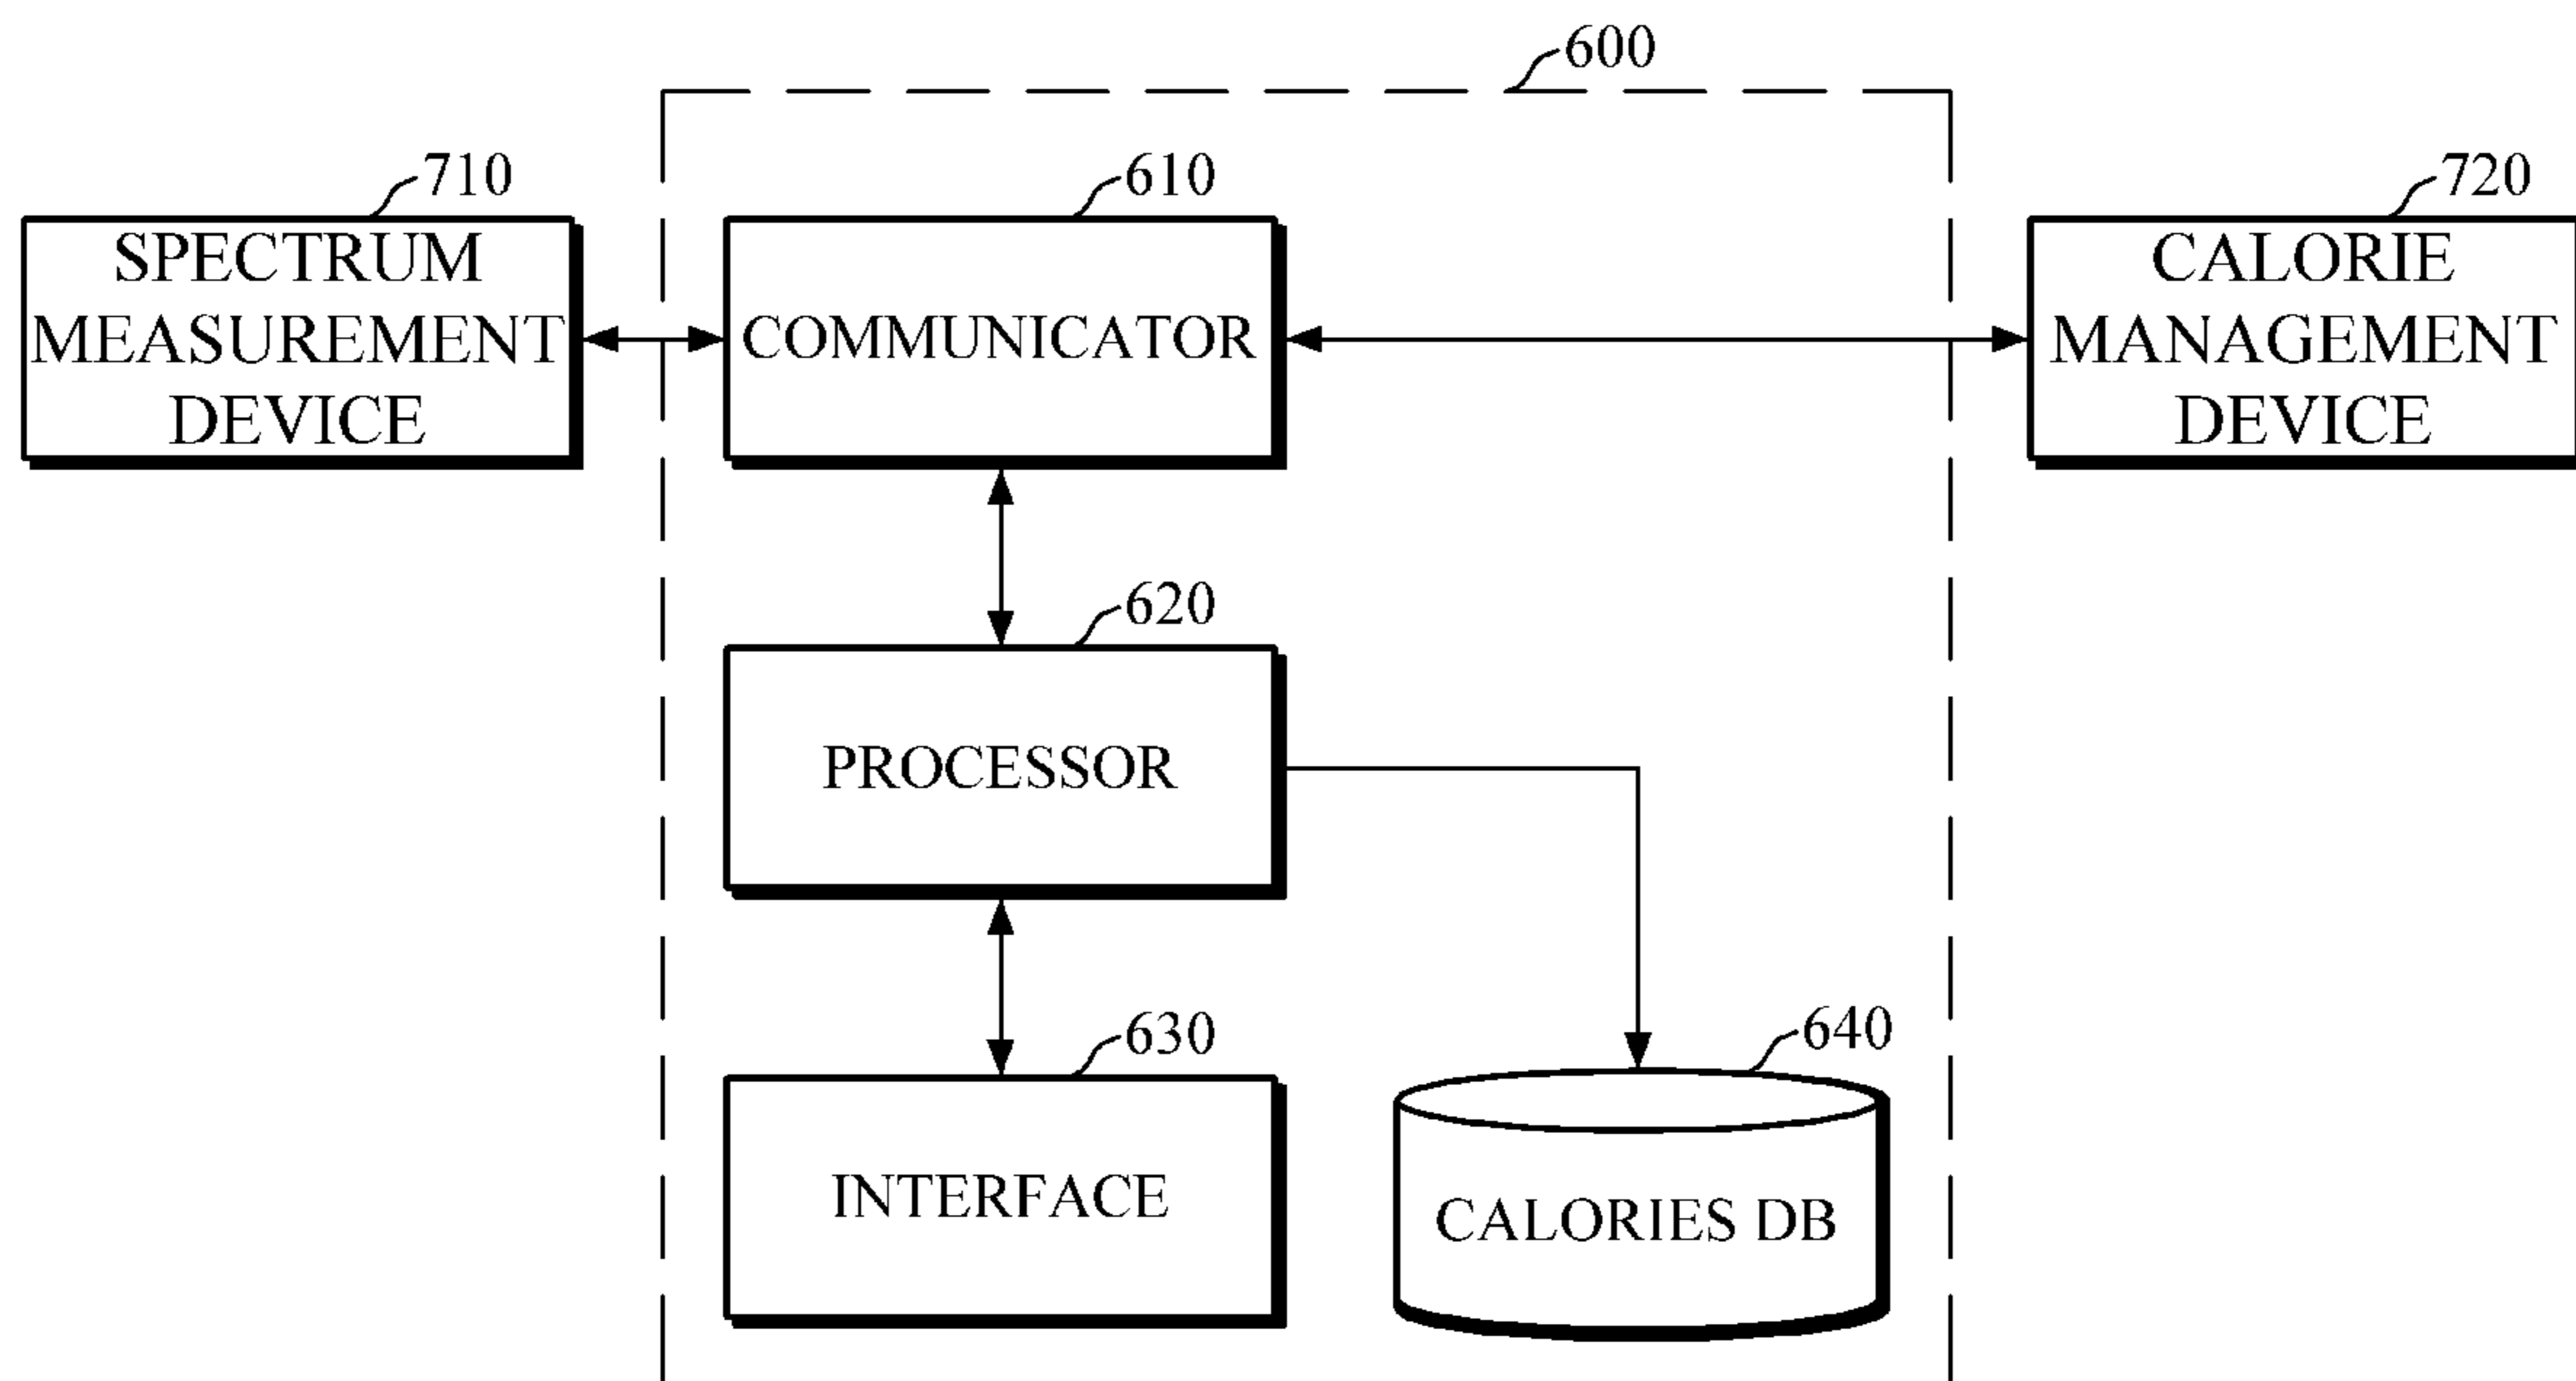 600
710
610
720
SPECTRUM
MEASUREMENT
DEVICE
COMMUNICATOR
CALORIE
MANAGEMENT
DEVICE
620
PROCESSOR
630
640
INTERFACE
CALORIES DB